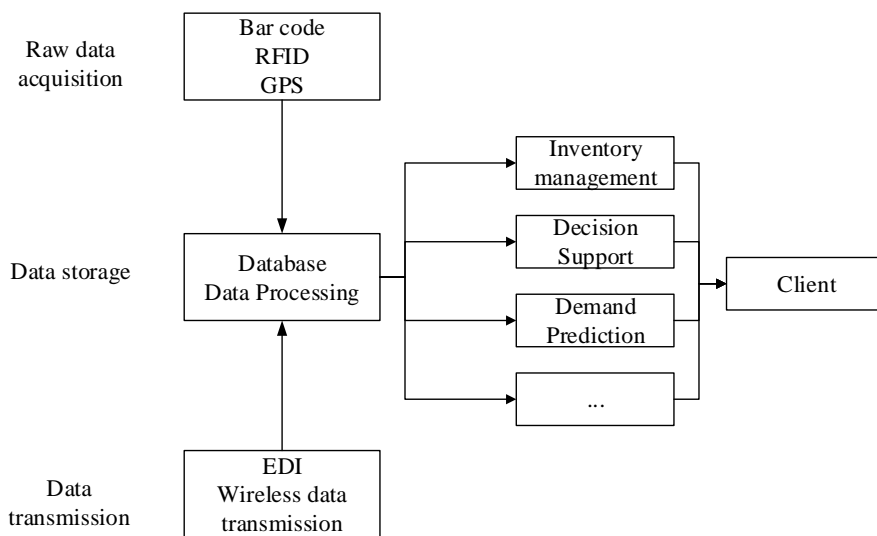 Raw data
acquisition
Bar code
RFID
GPS
Inventory
management
Decision
Support
Data storage
Database
Data Processing
Client
Demand
Prediction
...
Data
transmission
EDI
Wireless data
transmission